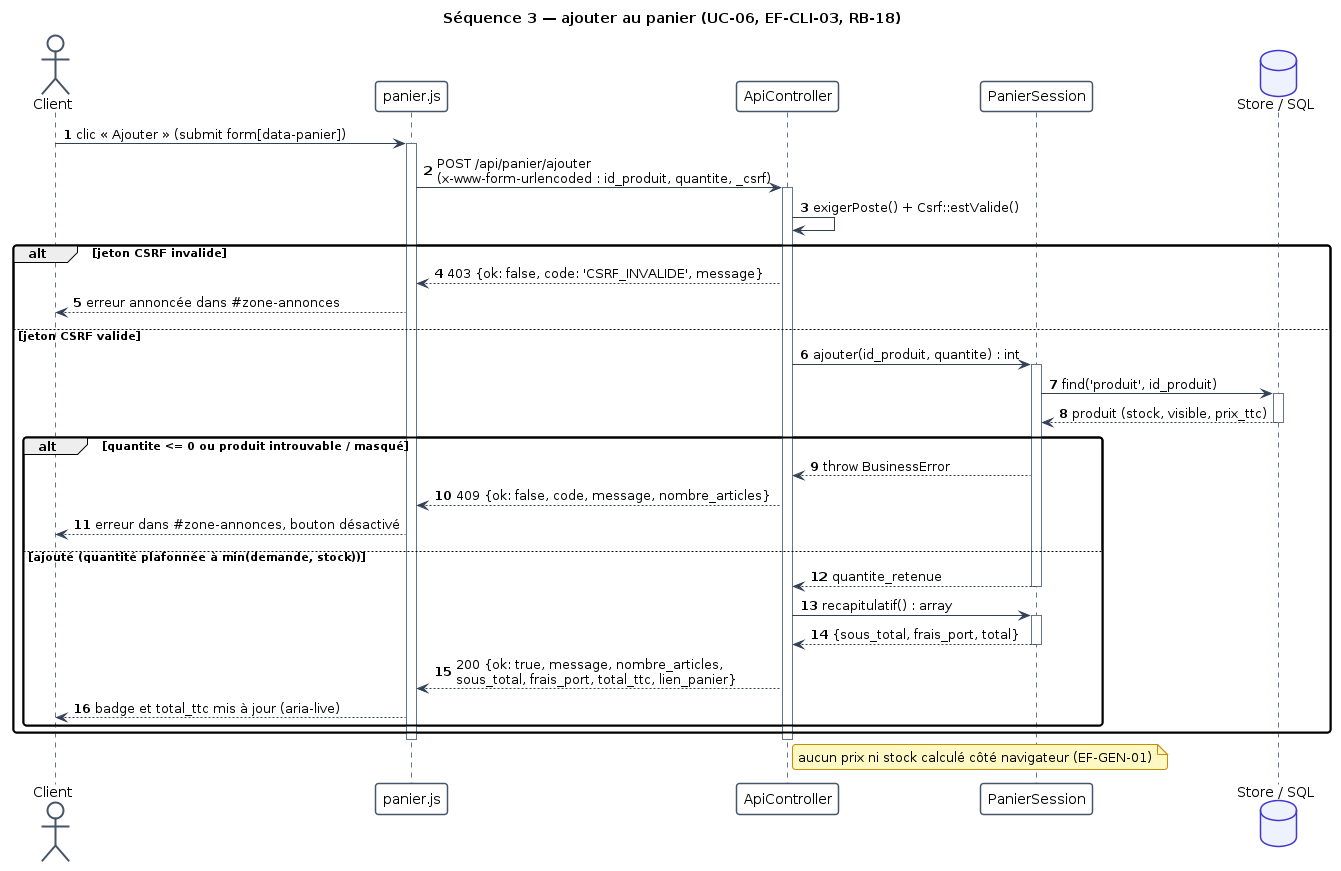 Séquence 3 — ajouter au panier (UC-06, EF-CLI-03, RB-18)
Client
panier.js
ApiController
PanierSession
Store / SQL
1 clic « Ajouter » (submit form[data-panier])
2 POST /api/panier/ajouter
(x-www-form-urlencoded : id_produit, quantite, _csrf)
3 exigerPoste() + Csrf::estValide()
alt [jeton CSRF invalide]
4 403 {ok: false, code: 'CSRF_INVALIDE', message}
5 erreur annoncée dans #zone-annonces
[jeton CSRF valide]
6 ajouter(id_produit, quantite) : int
7 find('produit', id_produit)
8 produit (stock, visible, prix_ttc)
alt [quantite <= 0 ou produit introuvable / masqué]
9 throw BusinessError
10 409 {ok: false, code, message, nombre_articles}
11 erreur dans #zone-annonces, bouton désactivé
[ajouté (quantité plafonnée à min(demande, stock))]
12 quantite_retenue
13 recapitulatif() : array
14 {sous_total, frais_port, total}
15 200 {ok: true, message, nombre_articles,
sous_total, frais_port, total_ttc, lien_panier}
16 badge et total_ttc mis à jour (aria-live)
aucun prix ni stock calculé côté navigateur (EF-GEN-01)
Client
panier.js
ApiController
PanierSession
Store / SQL